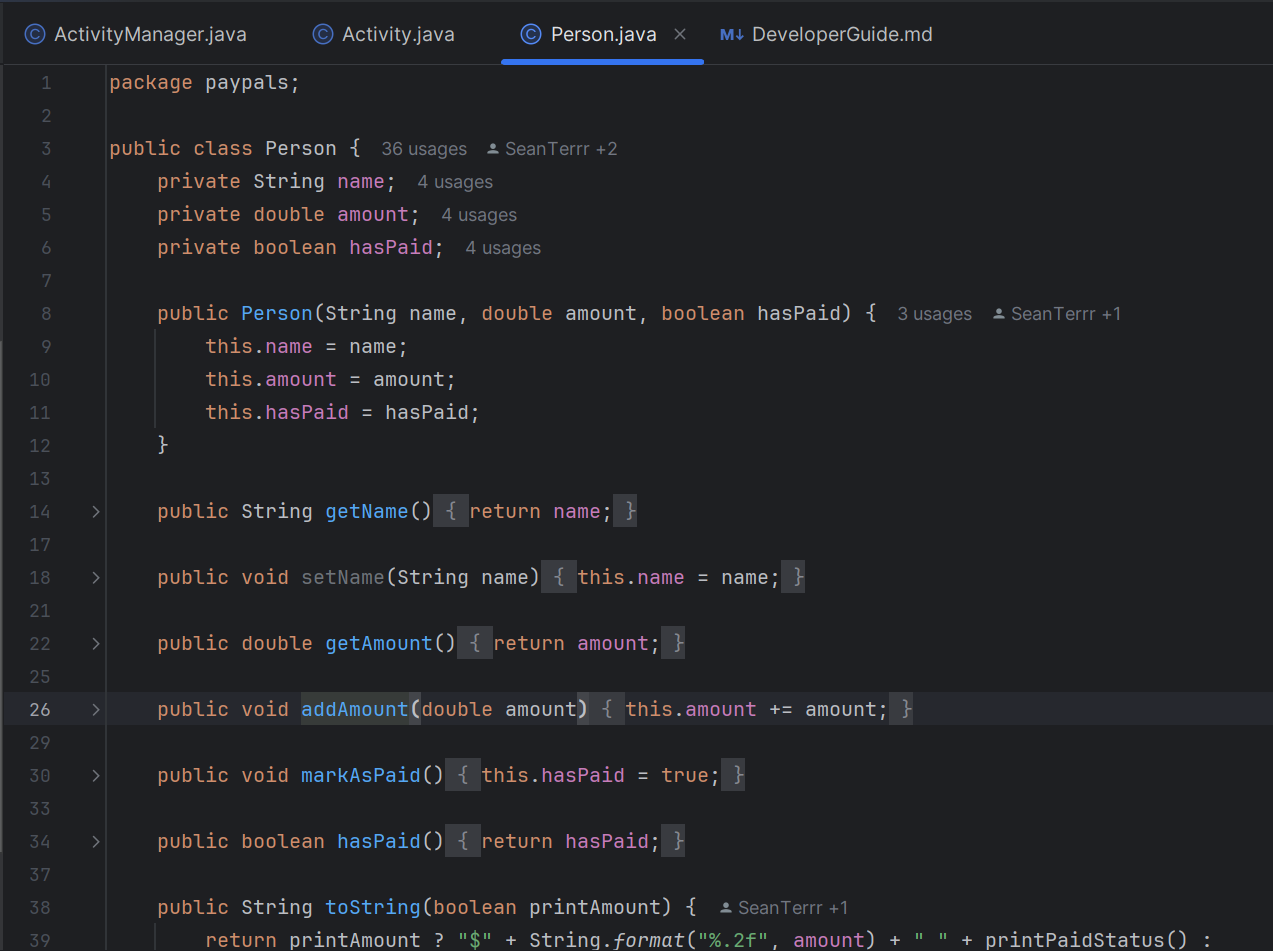 ActivityManager.java Activity.java Person.java × M↓ DeveloperGuide.md
1 package paypals;
2
3 public class Person { 36 usages SeanTerrr +2
4 private String name; 4 usages
5 private double amount; 4 usages
6 private boolean hasPaid; 4 usages
7
8 public Person(String name, double amount, boolean hasPaid) { 3 usages SeanTerrr +1
9 this.name = name;
10 this.amount = amount;
11 this.hasPaid = hasPaid;
12 }
13
14 public String getName() { return name; }
17
18 public void setName(String name) { this.name = name; }
21
22 public double getAmount() { return amount; }
25
26 public void addAmount(double amount) { this.amount += amount; }
29
30 public void markAsPaid() { this.hasPaid = true; }
33
34 public boolean hasPaid() { return hasPaid; }
37
38 public String toString(boolean printAmount) { SeanTerrr +1
39 return printAmount ? "$" + String.format("%.2f", amount) + " " + printPaidStatus() :